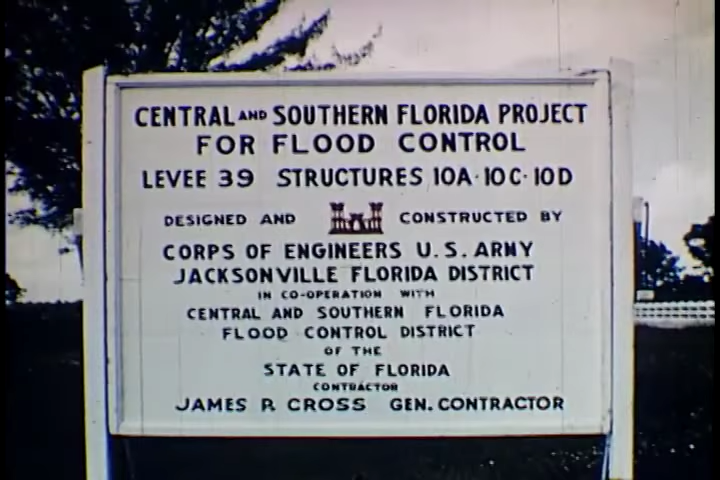 CENTRAL AND SOUTHERN FLORIDA PROJECT
FOR FLOOD CONTROL
LEVEE 39 STRUCTURES 10A·10C·10D
DESIGNED AND CONSTRUCTED BY
CORPS OF ENGINEERS U.S. ARMY
JACKSONVILLE FLORIDA DISTRICT
IN CO-OPERATION WITH
CENTRAL AND SOUTHERN FLORIDA
FLOOD CONTROL DISTRICT
OF THE
STATE OF FLORIDA
CONTRACTOR
JAMES R. CROSS GEN. CONTRACTOR